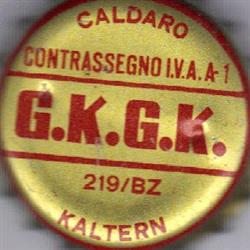 CALDARO
CONTRASSEGNO I.V.A. A-1
G.K.G.K.
219/BZ
KALTERN